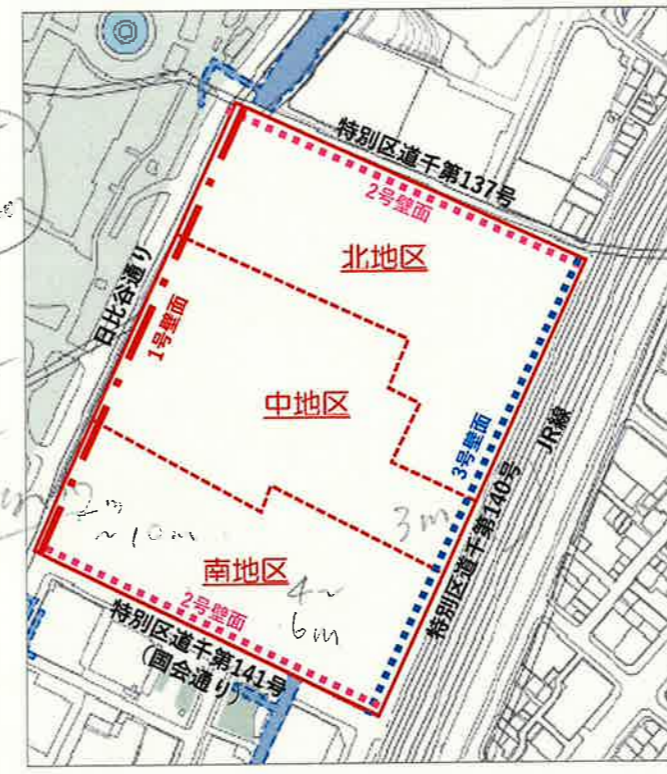 特別区道千第137号
2号壁面
北地区
日比谷通り
1号壁面
中地区
3号壁面
JR線
特別区道千第140号
3m
~10m
南地区
4~
6m
2号壁面
特別区道千第141号
(国会通り)